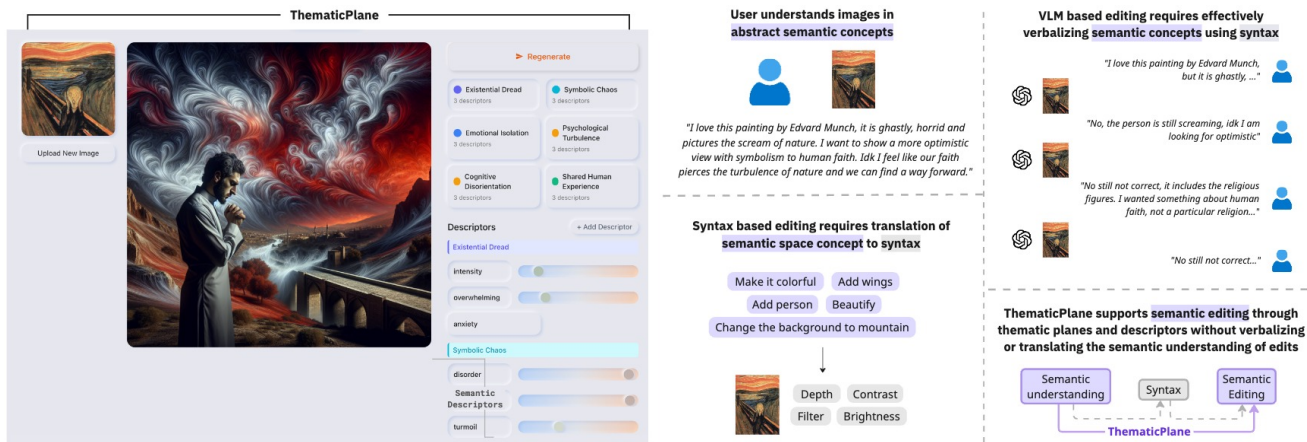 ThematicPlane
Upload New Image
Regenerate
Existential Dread
3 descriptors
Symbolic Chaos
3 descriptors
Emotional Isolation
3 descriptors
Psychological
Turbulence
3 descriptors
Cognitive
Disorientation
3 descriptors
Shared Human
Experience
3 descriptors
Descriptors
+ Add Descriptor
Existential Dread
intensity
overwhelming
anxiety
Symbolic Chaos
disorder
Semantic
Descriptors
turmoil
User understands images in
abstract semantic concepts
"I love this painting by Edvard Munch, it is ghastly, horrid and
pictures the scream of nature. I want to show a more optimistic
view with symbolism to human faith. Idk I feel like our faith
pierces the turbulence of nature and we can find a way forward."
Syntax based editing requires translation of
semantic space concept to syntax
Make it colorful
Add wings
Add person
Beautify
Change the background to mountain
Depth
Contrast
Filter
Brightness
VLM based editing requires effectively
verbalizing semantic concepts using syntax
"I love this painting by Edvard Munch,
but it is ghastly, ..."
"No, the person is still screaming, idk I am
looking for optimistic"
"No still not correct, it includes the religious
figures. I wanted something about human
faith, not a particular religion..."
"No still not correct..."
ThematicPlane supports semantic editing through
thematic planes and descriptors without verbalizing
or translating the semantic understanding of edits
Semantic
understanding
Syntax
Semantic
Editing
ThematicPlane